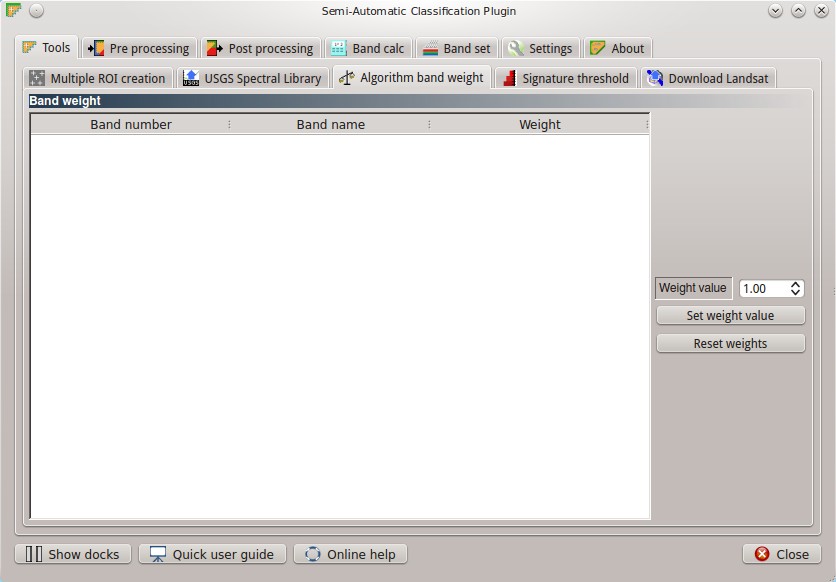 Semi-Automatic Classification Plugin
Tools Pre processing Post processing Band calc Band set Settings About
Multiple ROI creation USGS USGS Spectral Library Algorithm band weight Signature threshold Download Landsat
Band weight
Band number Band name Weight
Weight value 1.00
Set weight value
Reset weights
Show docks Quick user guide Online help Close